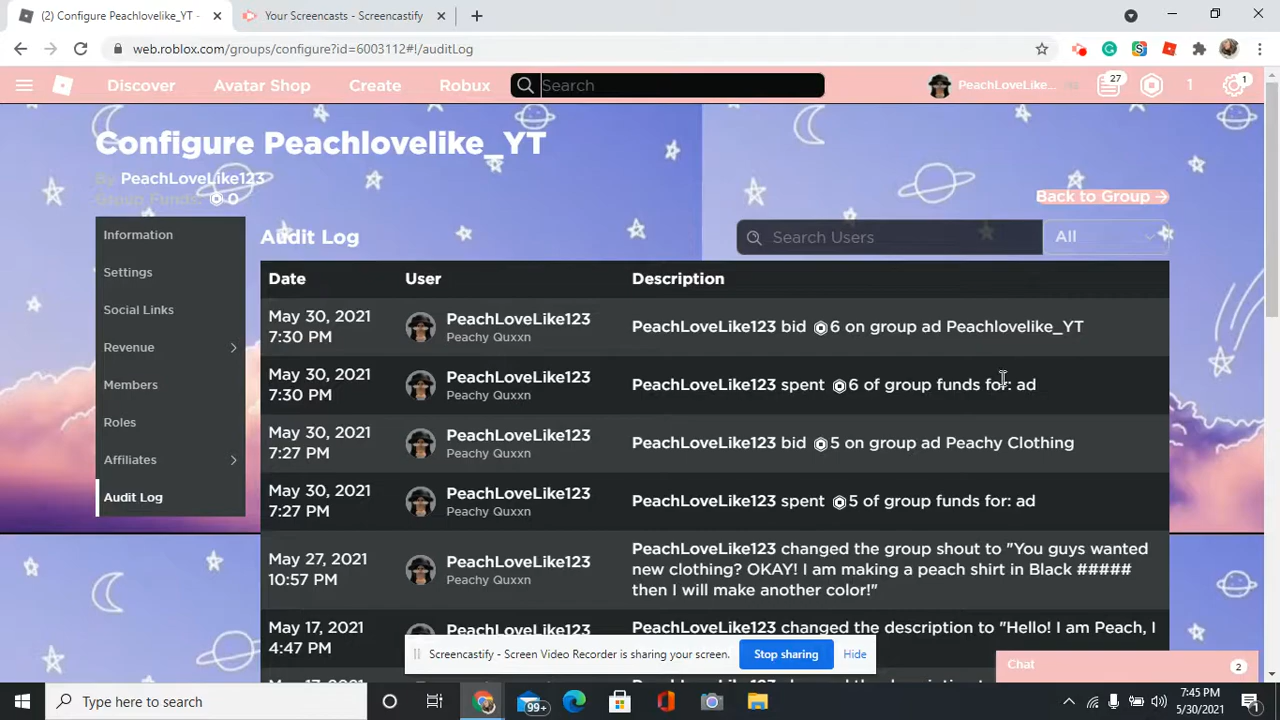 (2) Configure Peachlovelike_YT -
Your Screencasts - Screencastify
web.roblox.com/groups/configure?id=6003112#!/auditLog
Discover
Avatar Shop
Create
Robux
Search
PeachLoveLike...
27
1
1
Configure Peachlovelike_YT
By PeachLoveLike123
Group Funds: 0
Back to Group →
Information
Settings
Social Links
Revenue
Members
Roles
Affiliates
Audit Log
Audit Log
Search Users
All
Date User Description
May 30, 2021
7:30 PM
PeachLoveLike123
Peachy Quxxn
PeachLoveLike123 bid 6 on group ad Peachlovelike_YT
May 30, 2021
7:30 PM
PeachLoveLike123
Peachy Quxxn
PeachLoveLike123 spent 6 of group funds for: ad
May 30, 2021
7:27 PM
PeachLoveLike123
Peachy Quxxn
PeachLoveLike123 bid 5 on group ad Peachy Clothing
May 30, 2021
7:27 PM
PeachLoveLike123
Peachy Quxxn
PeachLoveLike123 spent 5 of group funds for: ad
May 27, 2021
10:57 PM
PeachLoveLike123
Peachy Quxxn
PeachLoveLike123 changed the group shout to "You guys wanted
new clothing? OKAY! I am making a peach shirt in Black #####
then I will make another color!"
May 17, 2021
4:47 PM
PeachLoveLike123
PeachLoveLike123 changed the description to "Hello! I am Peach, I
Screencastify - Screen Video Recorder is sharing your screen.
Stop sharing
Hide
Chat
2
Type here to search
99+
7:45 PM
5/30/2021
1